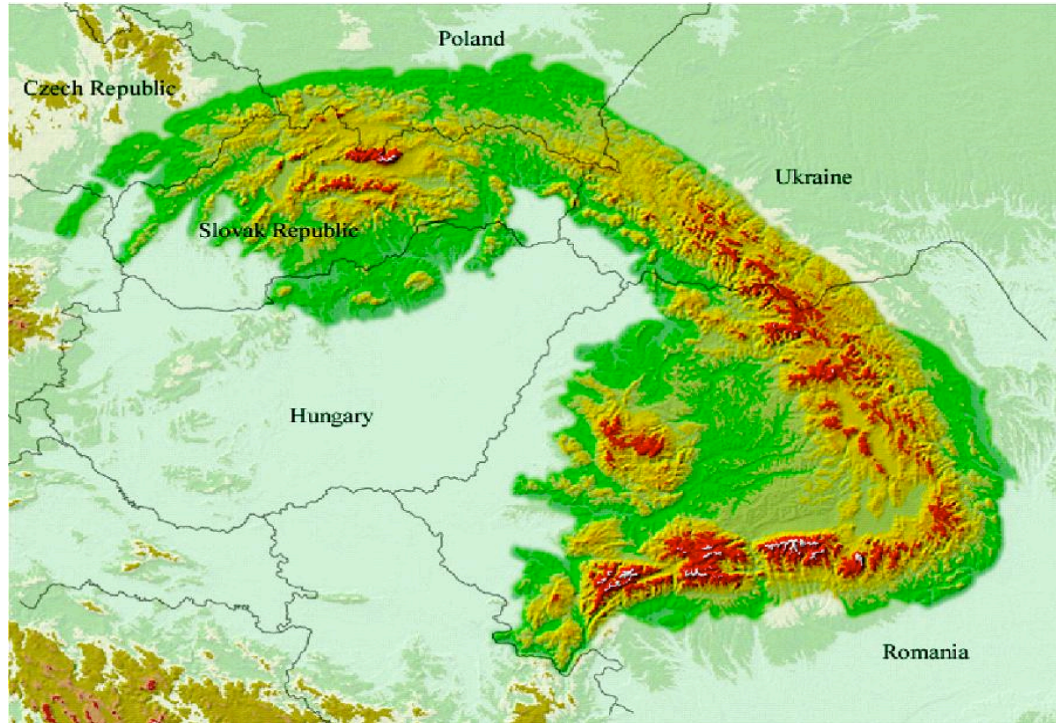 Poland
Czech Republic
Ukraine
Slovak Republic
Hungary
Romania